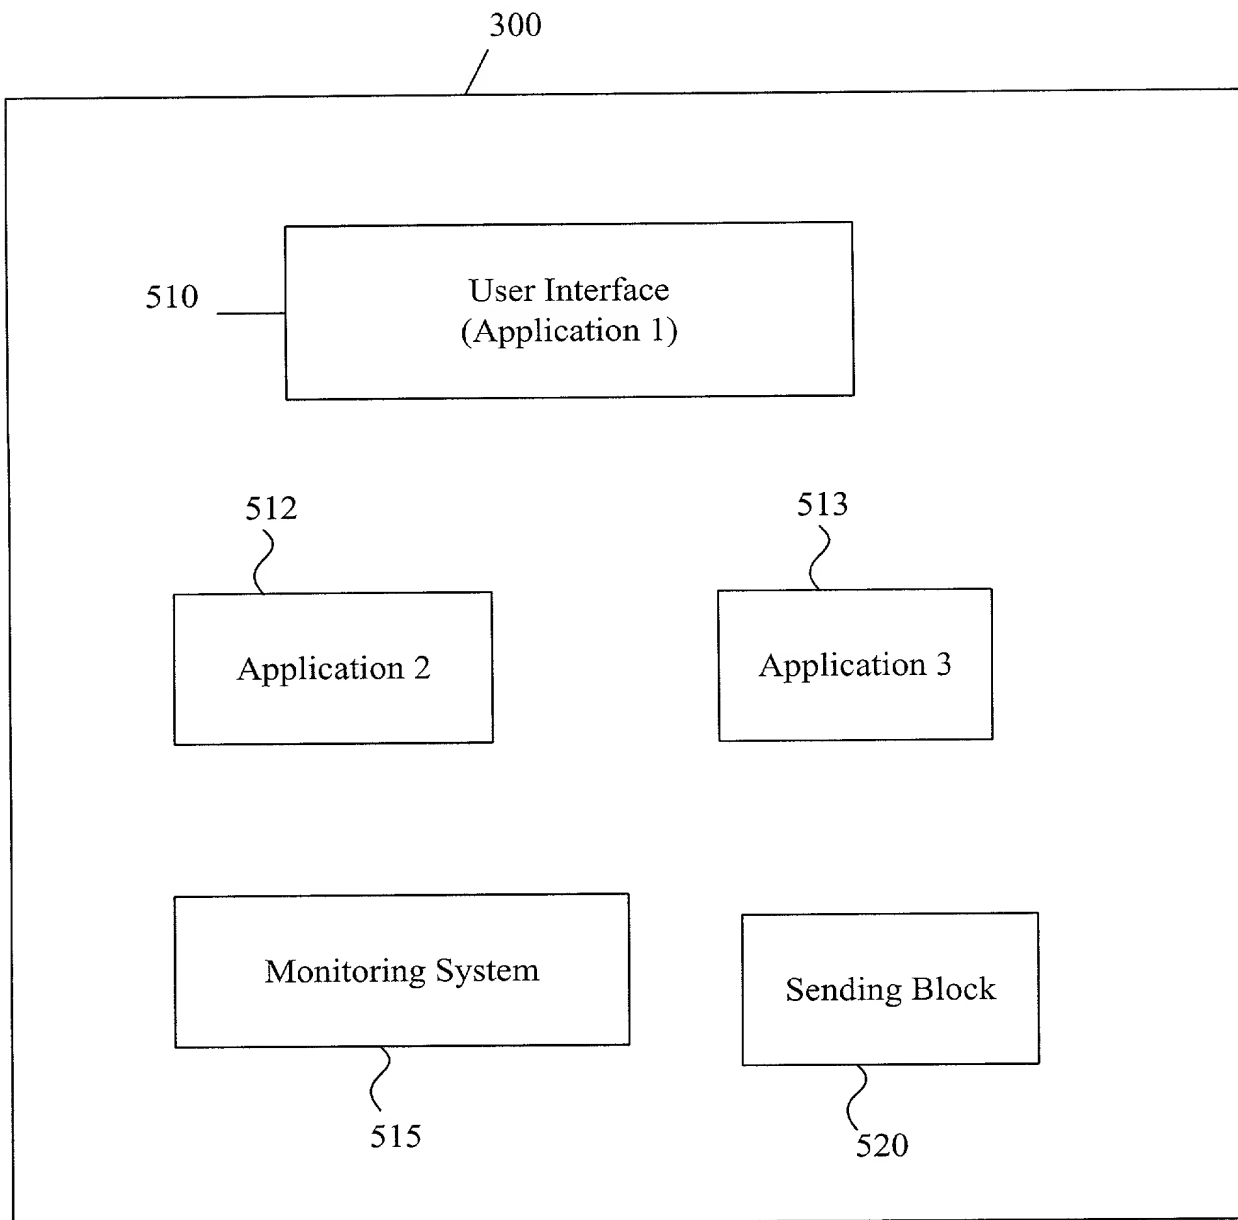 300
510
User Interface
(Application 1)
512
513
Application 2
Application 3
Monitoring System
Sending Block
515
520